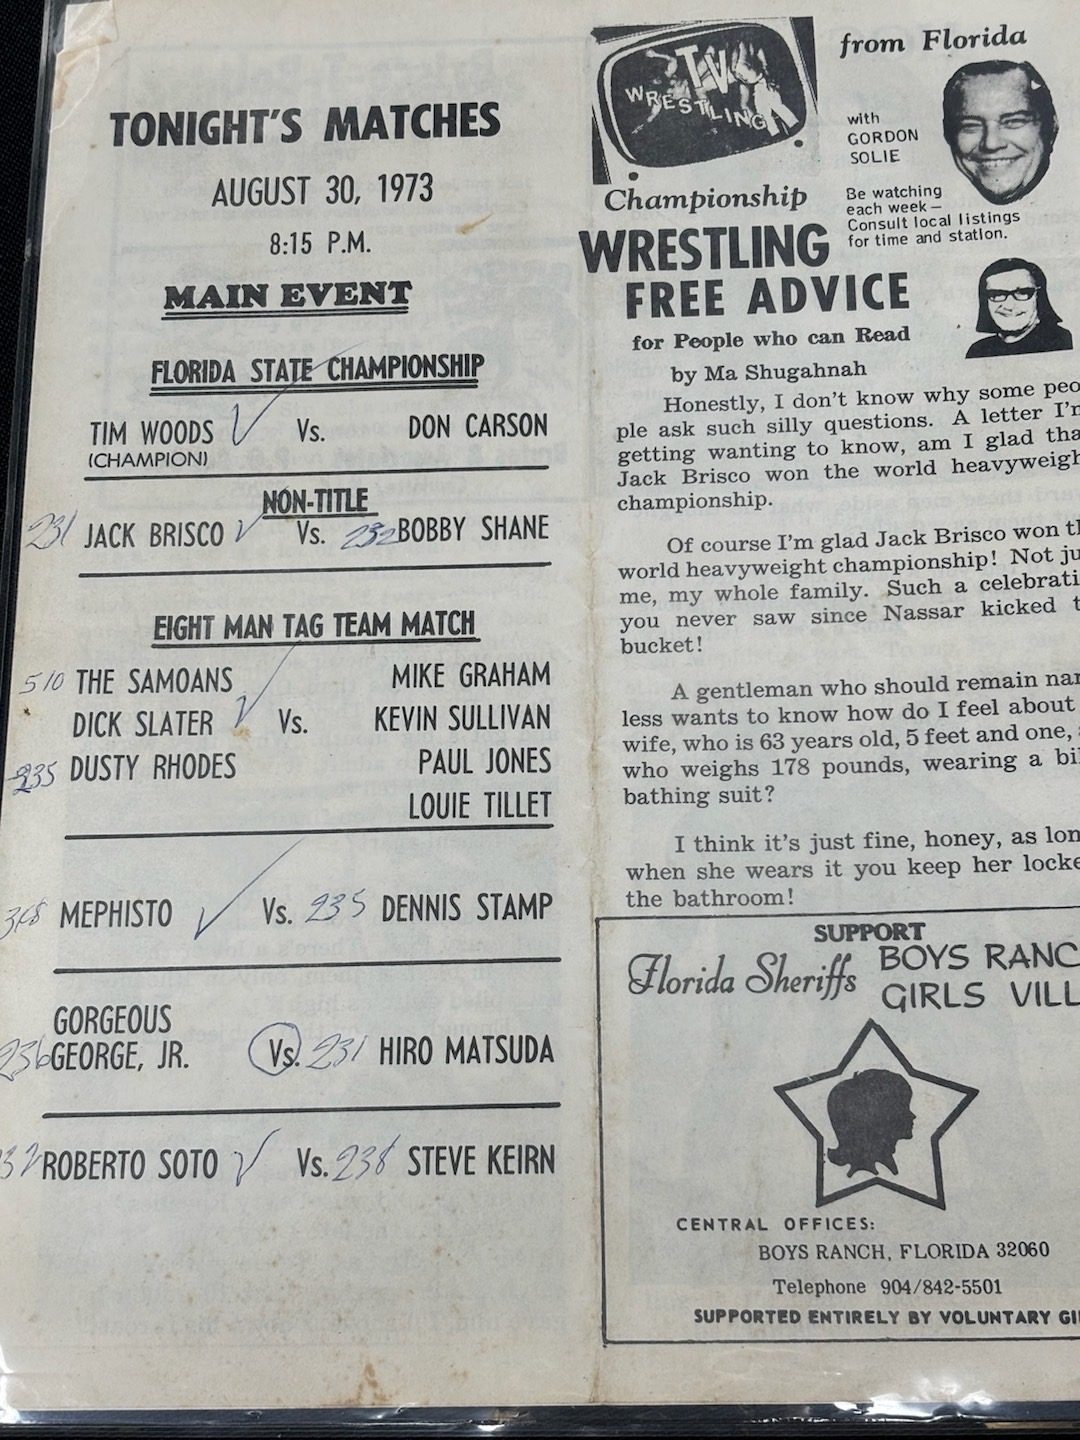 TONIGHT'S MATCHES
AUGUST 30, 1973
8:15 P.M.
MAIN EVENT
FLORIDA STATE CHAMPIONSHIP
TIM WOODS Vs. DON CARSON
(CHAMPION)
NON-TITLE
231 JACK BRISCO Vs. 232 BOBBY SHANE
EIGHT MAN TAG TEAM MATCH
510 THE SAMOANS MIKE GRAHAM
DICK SLATER Vs. KEVIN SULLIVAN
235 DUSTY RHODES PAUL JONES
LOUIE TILLET
MEPHISTO Vs. 235 DENNIS STAMP
GORGEOUS
236 GEORGE, JR. Vs. 231 HIRO MATSUDA
32 ROBERTO SOTO Vs. 238 STEVE KEIRN
TV
WRESTLING
from Florida
with
GORDON
SOLIE
Be watching
each week –
Consult local listings
for time and station.
Championship
WRESTLING
FREE ADVICE
for People who can Read
by Ma Shugahnah
Honestly, I don't know why some peo
ple ask such silly questions. A letter I'm
getting wanting to know, am I glad tha
Jack Brisco won the world heavyweigh
championship.
Of course I'm glad Jack Brisco won th
world heavyweight championship! Not ju
me, my whole family. Such a celebrati
you never saw since Nassar kicked t
bucket!
A gentleman who should remain nam
less wants to know how do I feel about
wife, who is 63 years old, 5 feet and one,
who weighs 178 pounds, wearing a bi
bathing suit?
I think it's just fine, honey, as lon
when she wears it you keep her locke
the bathroom!
SUPPORT
Florida Sheriffs BOYS RANC
GIRLS VILL
CENTRAL OFFICES:
BOYS RANCH, FLORIDA 32060
Telephone 904/842-5501
SUPPORTED ENTIRELY BY VOLUNTARY GI